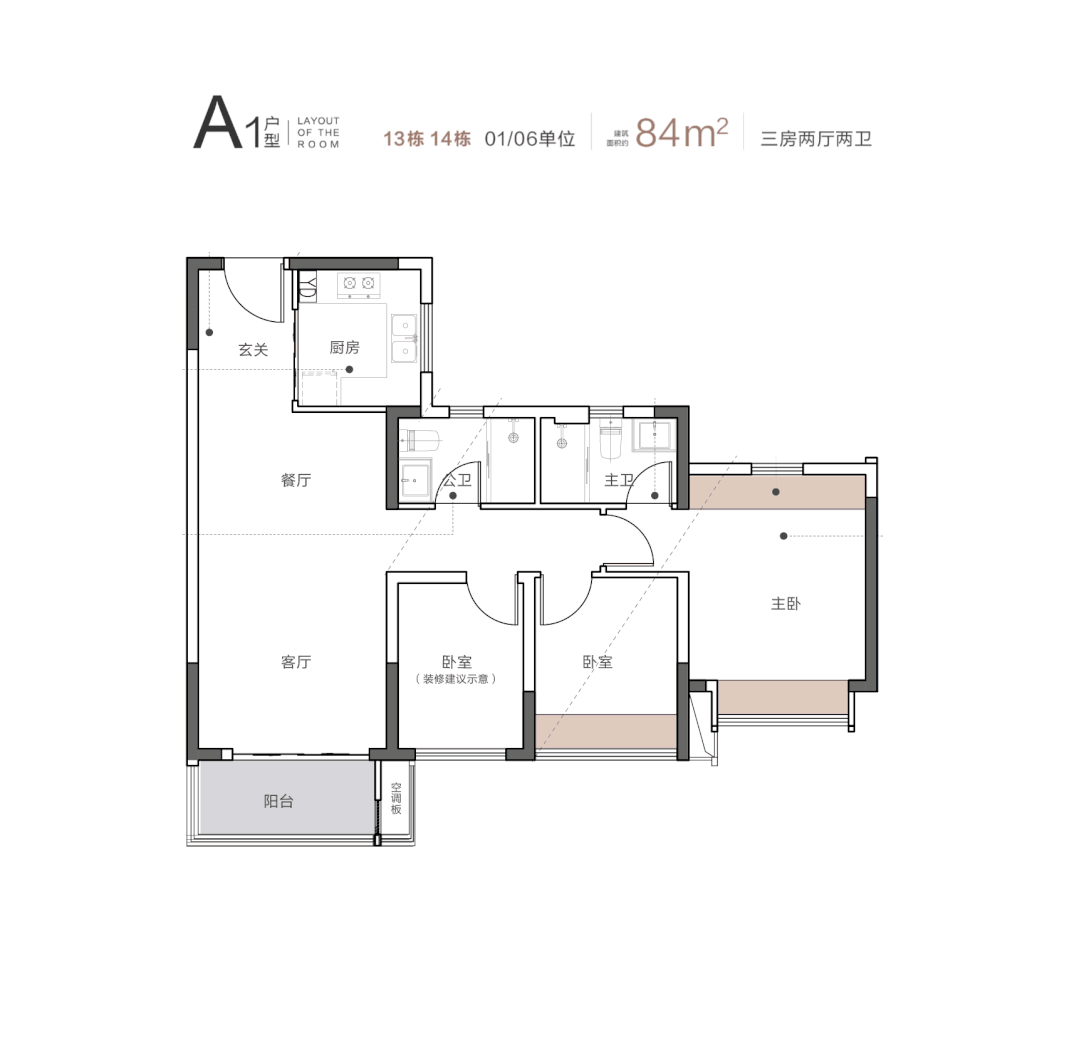 A1户型
LAYOUT
OF THE
ROOM
13栋 14栋 01/06单位
建筑
面积约
84m²
三房两厅两卫
玄关
厨房
餐厅
公卫
主卫
主卧
客厅
卧室
(装修建议示意)
卧室
阳台
空调板